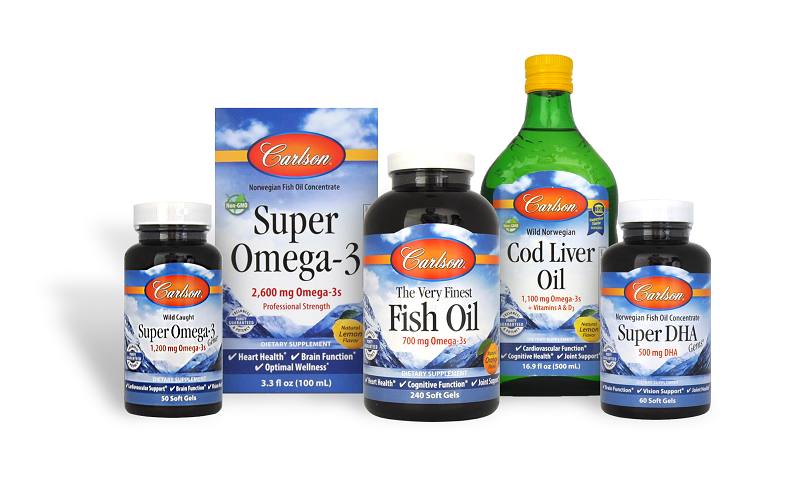 Carlson
Wild Caught
Super Omega-3
Gems
1,200 mg Omega-3s
DIETARY SUPPLEMENT
✓ Brain Function
50 Soft Gels
Carlson
Norwegian Fish Oil Concentrate
Non-GMO
Super
Omega-3
2,600 mg Omega-3s
Professional Strength
Natural
Lemon
Flavor
DIETARY SUPPLEMENT
✓ Heart Health* ✓ Brain Function*
✓ Optimal Wellness*
3.3 fl oz (100 mL)
Carlson
The Very Finest
Fish Oil
700 mg Omega-3s
DIETARY SUPPLEMENT
Heart Health* ✓ Cognitive Function* ✓ Joint
240 Soft Gels
Carlson
Wild Norwegian
Cod Liver
Oil
1,100 mg Omega-3s
+ Vitamins A & D3
Natural
Lemon
Flavor
DIETARY SUPPLEMENT
✓ Cardiovascular Function*
✓ Cognitive Health* ✓ Joint Support*
16.9 fl oz (500 mL)
Carlson
Norwegian Fish Oil Concentrate
Super DHA
Gems
500 mg DHA
DIETARY SUPPLEMENT
Brain Function* ✓ Vision Support* ✓ Joint Health*
60 Soft Gels